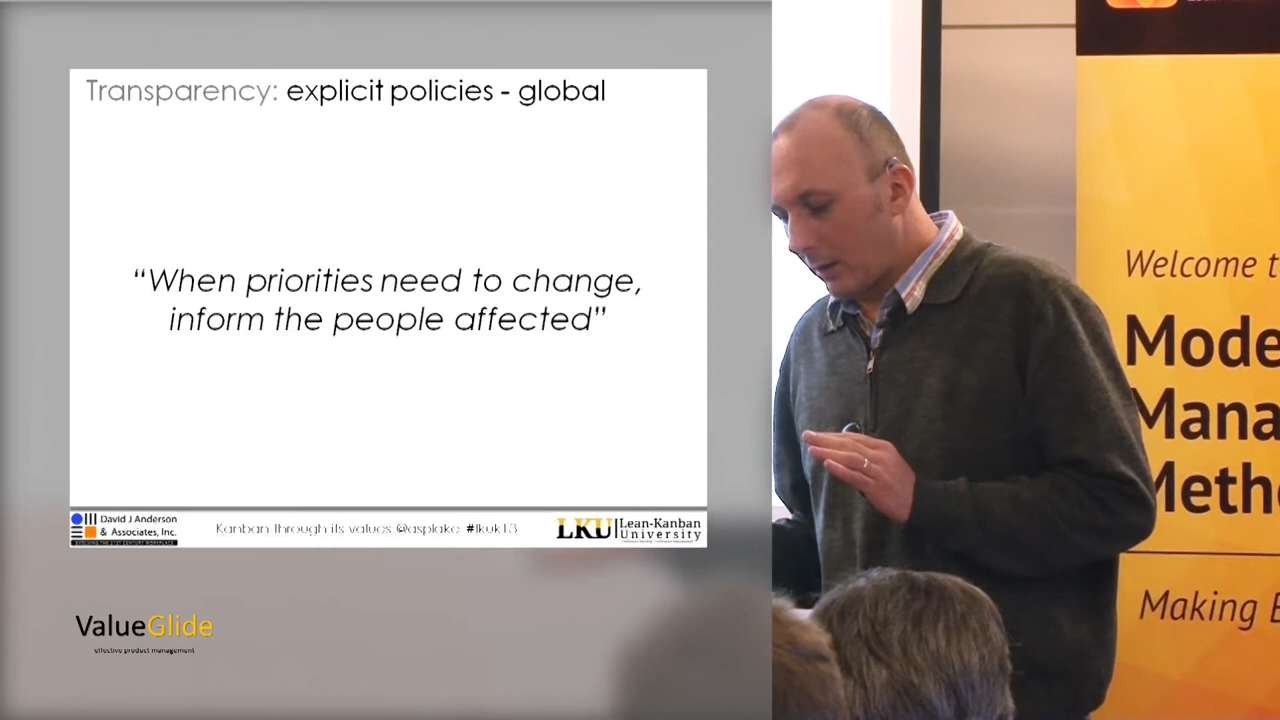 Transparency: explicit policies - global
“When priorities need to change,
inform the people affected”
David J Anderson
& Associates, Inc.
Kanban through its values @asplake #lkuk13
LKU
Lean-Kanban
University
ValueGlide
effective product management
Welcome t
Mode
Mana
Meth
Making